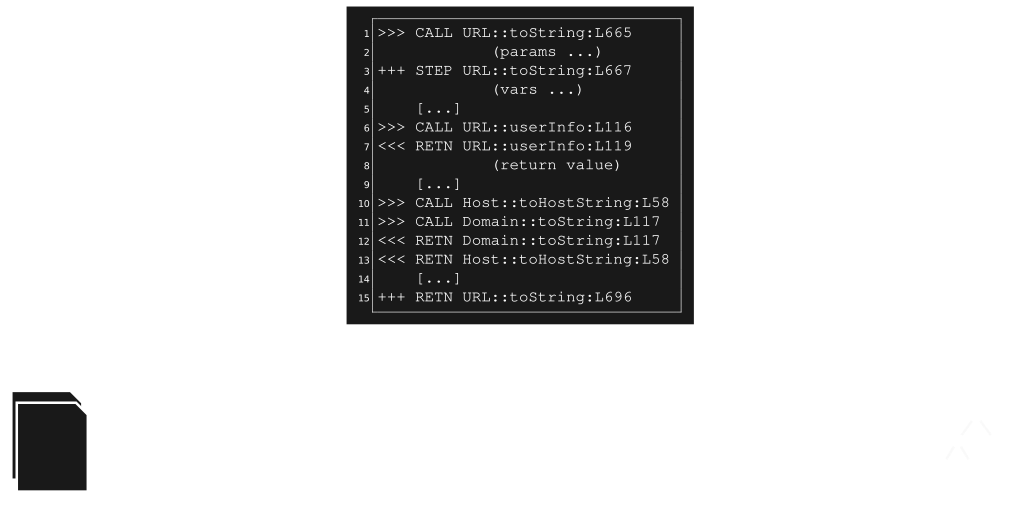 1 >>> CALL URL::toString:L665
2 (params ...)
3 +++ STEP URL::toString:L667
4 (vars ...)
5 [...]
6 >>> CALL URL::userInfo:L116
7 <<< RETN URL::userInfo:L119
8 (return value)
9 [...]
10 >>> CALL Host::toHostString:L58
11 >>> CALL Domain::toString:L117
12 <<< RETN Domain::toString:L117
13 <<< RETN Host::toHostString:L58
14 [...]
15 +++ RETN URL::toString:L696